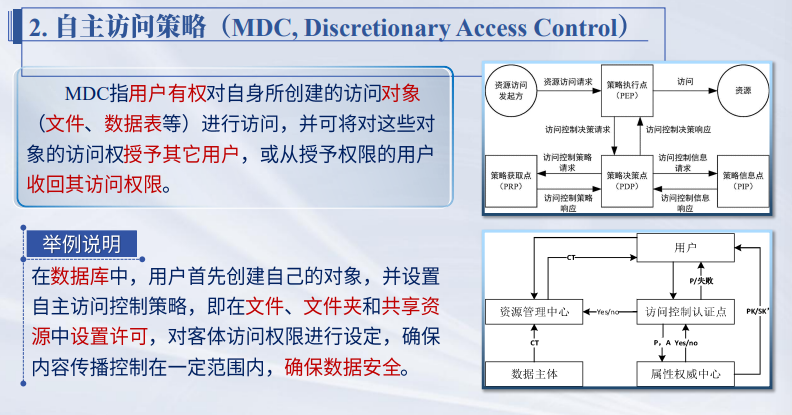 2. 自主访问策略（MDC, Discretionary Access Control）
MDC指用户有权对自身所创建的访问对象
（文件、数据表等）进行访问，并可将对这些对
象的访问权授予其它用户，或从授予权限的用户
收回其访问权限。
举例说明
在数据库中，用户首先创建自己的对象，并设置
自主访问控制策略，即在文件、文件夹和共享资
源中设置许可，对客体访问权限进行设定，确保
内容传播控制在一定范围内，确保数据安全。
资源访问
发起方
资源访问请求
策略执行点
（PEP）
访问
资源
访问控制决策请求
访问控制决策响应
策略获取点
（PRP）
访问控制策略
请求
访问控制策略
响应
策略决策点
（PDP）
访问控制信息
请求
访问控制信息
响应
策略信息点
（PIP）
用户
CT
P/失败
资源管理中心
Yes/no
访问控制认证点
PK/SK'
CT
P，A
Yes/no
数据主体
属性权威中心